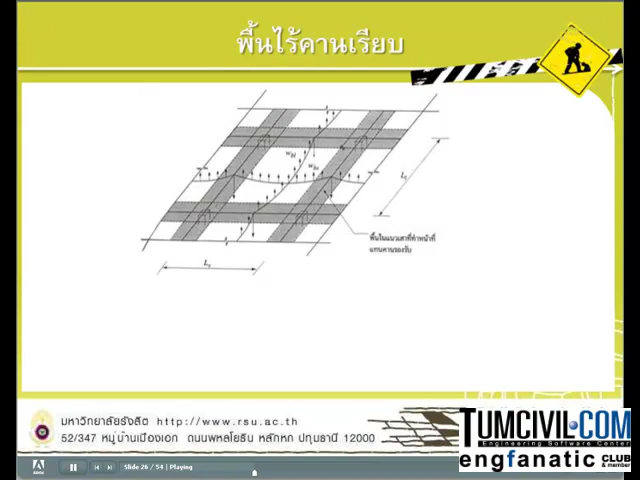 พื้นไร้คานเรียบ
พื้นในแนวเสาที่ทำหน้าที่
แทนคานรองรับ
มหาวิทยาลัยรังสิต http://www.rsu.ac.th
52/347 หมู่บ้านเมืองเอก ถนนพหลโยธิน หลักหก ปทุมธานี 12000
TUMCIVIL.COM
Engineering Software Center
engfanatic CLUB
& member
Adobe
Slide 26 / 54 | Playing